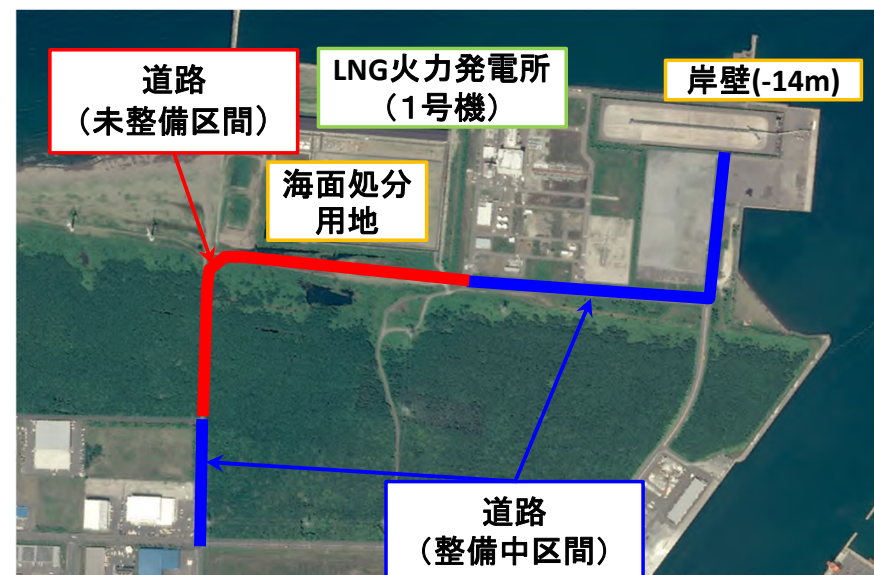 道路
（未整備区間）
LNG火力発電所
（１号機）
岸壁(-14m)
海面処分
用地
道路
（整備中区間）